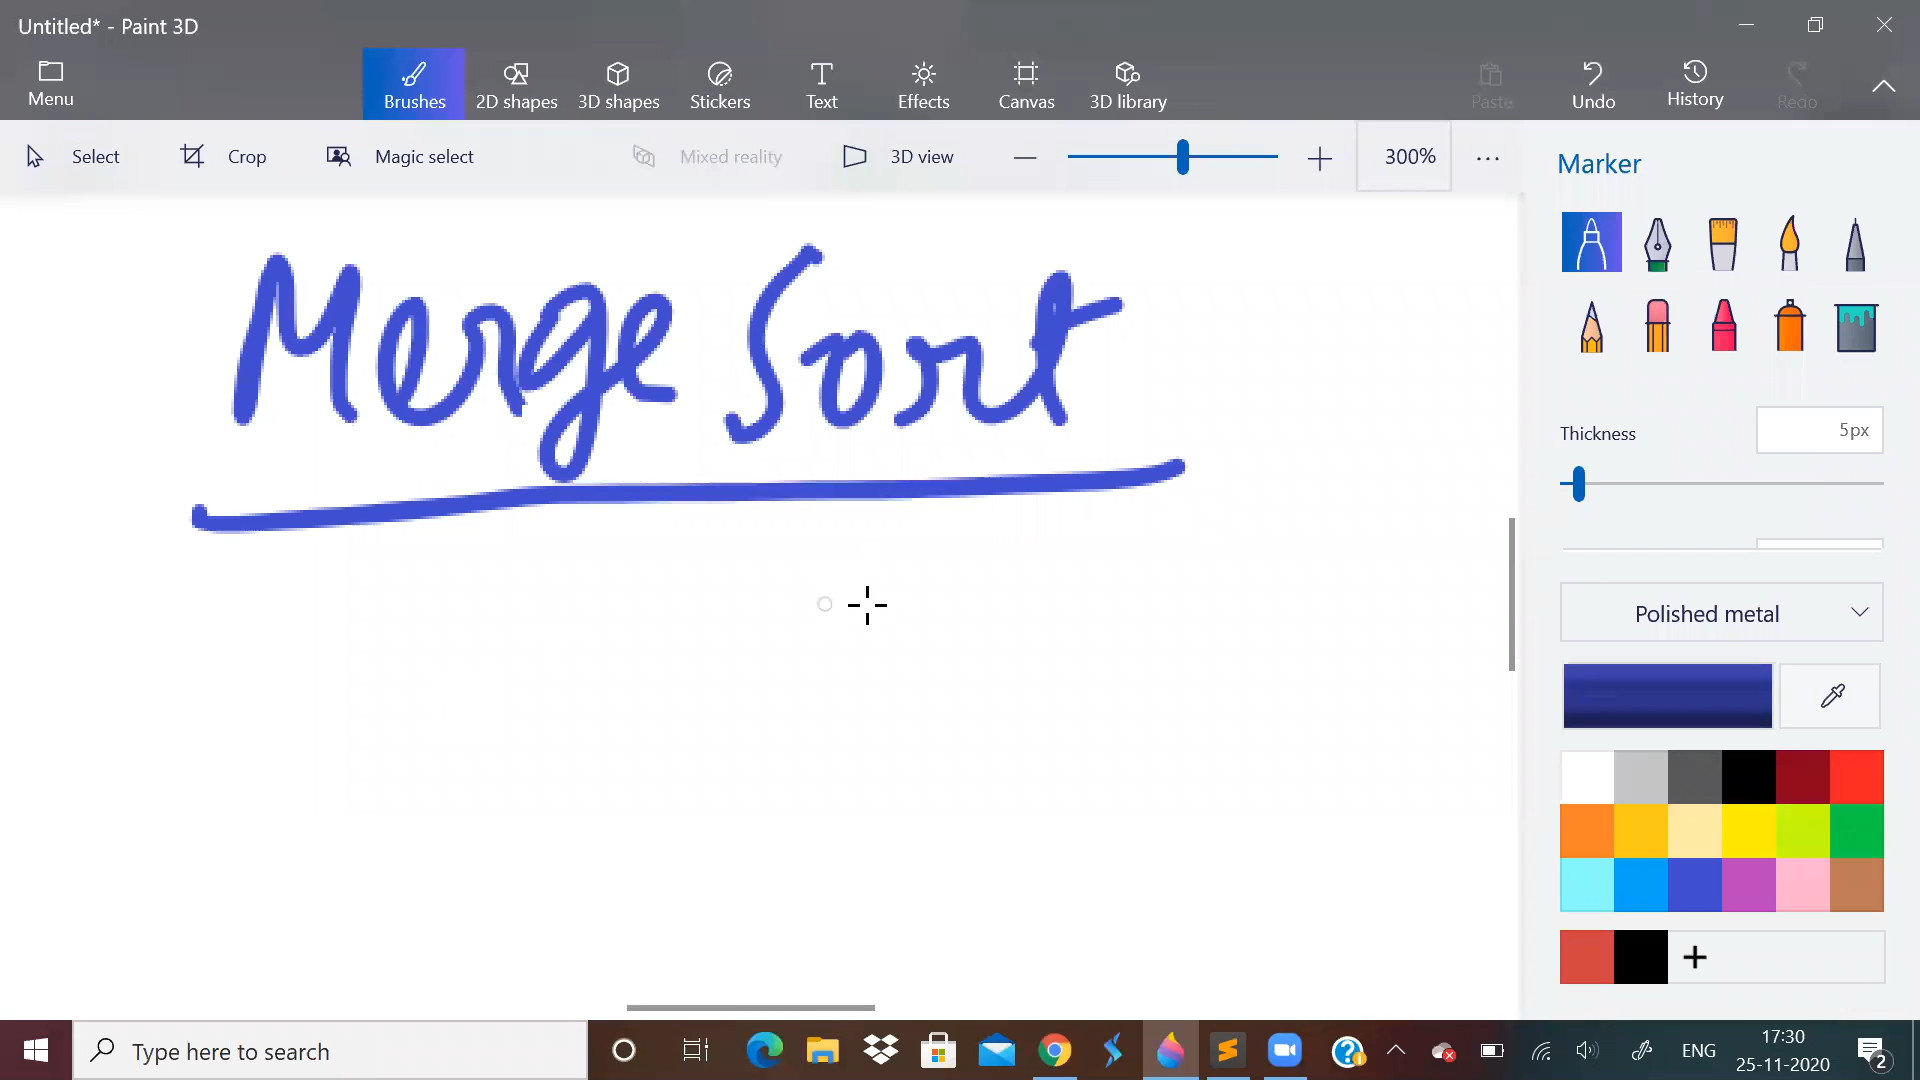 Untitled* - Paint 3D
Menu
Brushes
2D shapes
3D shapes
Stickers
Text
Effects
Canvas
3D library
Paste
Undo
History
Redo
Select
Crop
Magic select
Mixed reality
3D view
300%
Marker
Merge Sort
Thickness
5px
Polished metal
Type here to search
ENG
17:30
25-11-2020
2